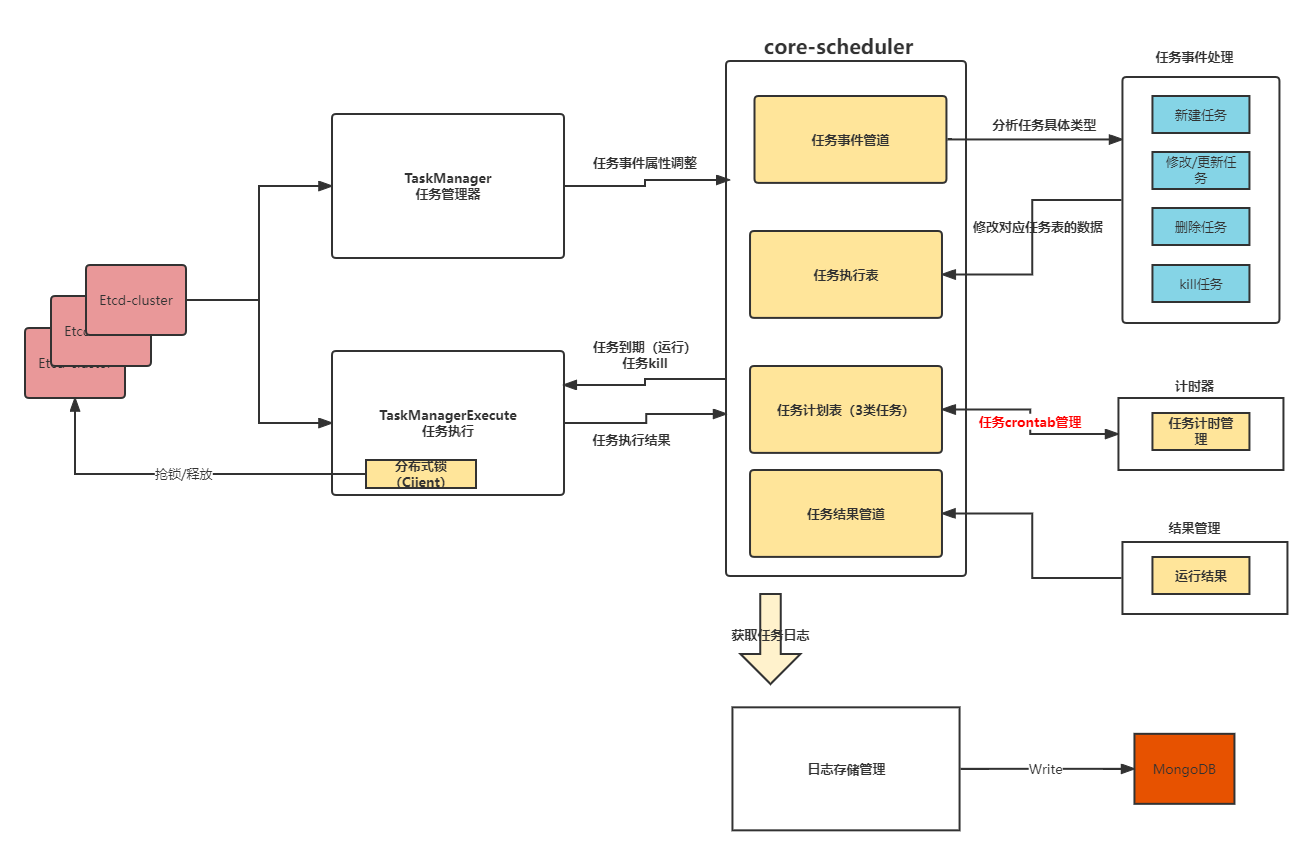 core-scheduler
任务事件处理
任务事件管道
分析任务具体类型
新建任务
修改/更新任
务
删除任务
kill任务
TaskManager
任务管理器
任务事件属性调整
修改对应任务表的数据
任务执行表
Etcd-cluster
Etcd
Etcd-cluster
任务到期（运行）
任务kill
TaskManagerExecute
任务执行
任务执行结果
分布式锁
（Ciient）
抢锁/释放
任务计划表（3类任务）
任务crontab管理
计时器
任务计时管
理
任务结果管道
结果管理
运行结果
获取任务日志
日志存储管理
Write
MongoDB